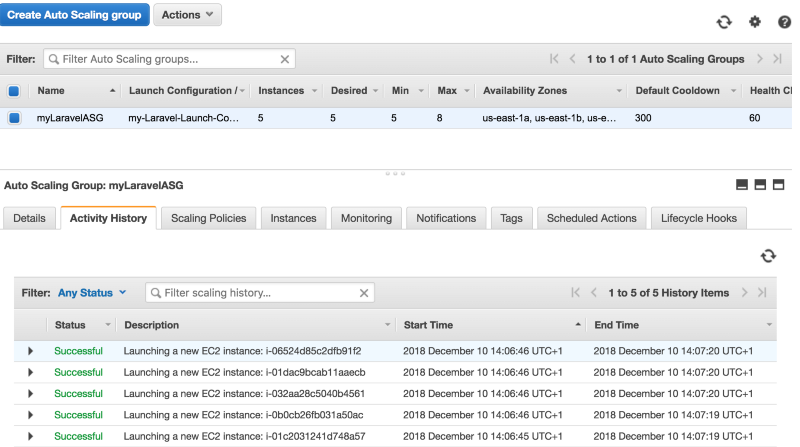 Create Auto Scaling group Actions
Filter: Filter Auto Scaling groups... 1 to 1 of 1 Auto Scaling Groups
Name Launch Configuration / Instances Desired Min Max Availability Zones Default Cooldown Health C
myLaravelASG my-Laravel-Launch-Co... 5 5 5 8 us-east-1a, us-east-1b, us-e... 300 60
Auto Scaling Group: myLaravelASG
Details Activity History Scaling Policies Instances Monitoring Notifications Tags Scheduled Actions Lifecycle Hooks
Filter: Any Status Filter scaling history... 1 to 5 of 5 History Items
Status Description Start Time End Time
Successful Launching a new EC2 instance: i-06524d85c2dfb91f2 2018 December 10 14:06:46 UTC+1 2018 December 10 14:07:20 UTC+1
Successful Launching a new EC2 instance: i-01dac9bcab11aaecb 2018 December 10 14:06:46 UTC+1 2018 December 10 14:07:20 UTC+1
Successful Launching a new EC2 instance: i-032aa28c5040b4561 2018 December 10 14:06:46 UTC+1 2018 December 10 14:07:20 UTC+1
Successful Launching a new EC2 instance: i-0b0cb26fb031a50ac 2018 December 10 14:06:46 UTC+1 2018 December 10 14:07:19 UTC+1
Successful Launching a new EC2 instance: i-01c2031241d748a57 2018 December 10 14:06:45 UTC+1 2018 December 10 14:07:19 UTC+1